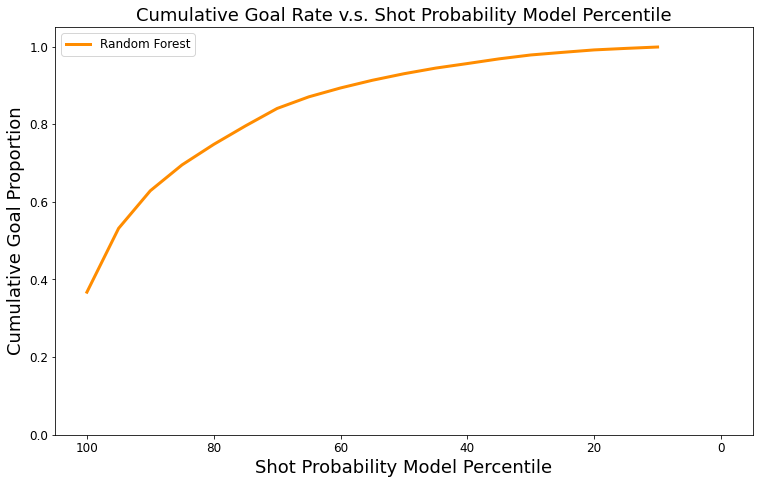 Cumulative Goal Rate v.s. Shot Probability Model Percentile
Random Forest
Cumulative Goal Proportion
1.0
0.8
0.6
0.4
0.2
0.0
100 80 60 40 20 0
Shot Probability Model Percentile